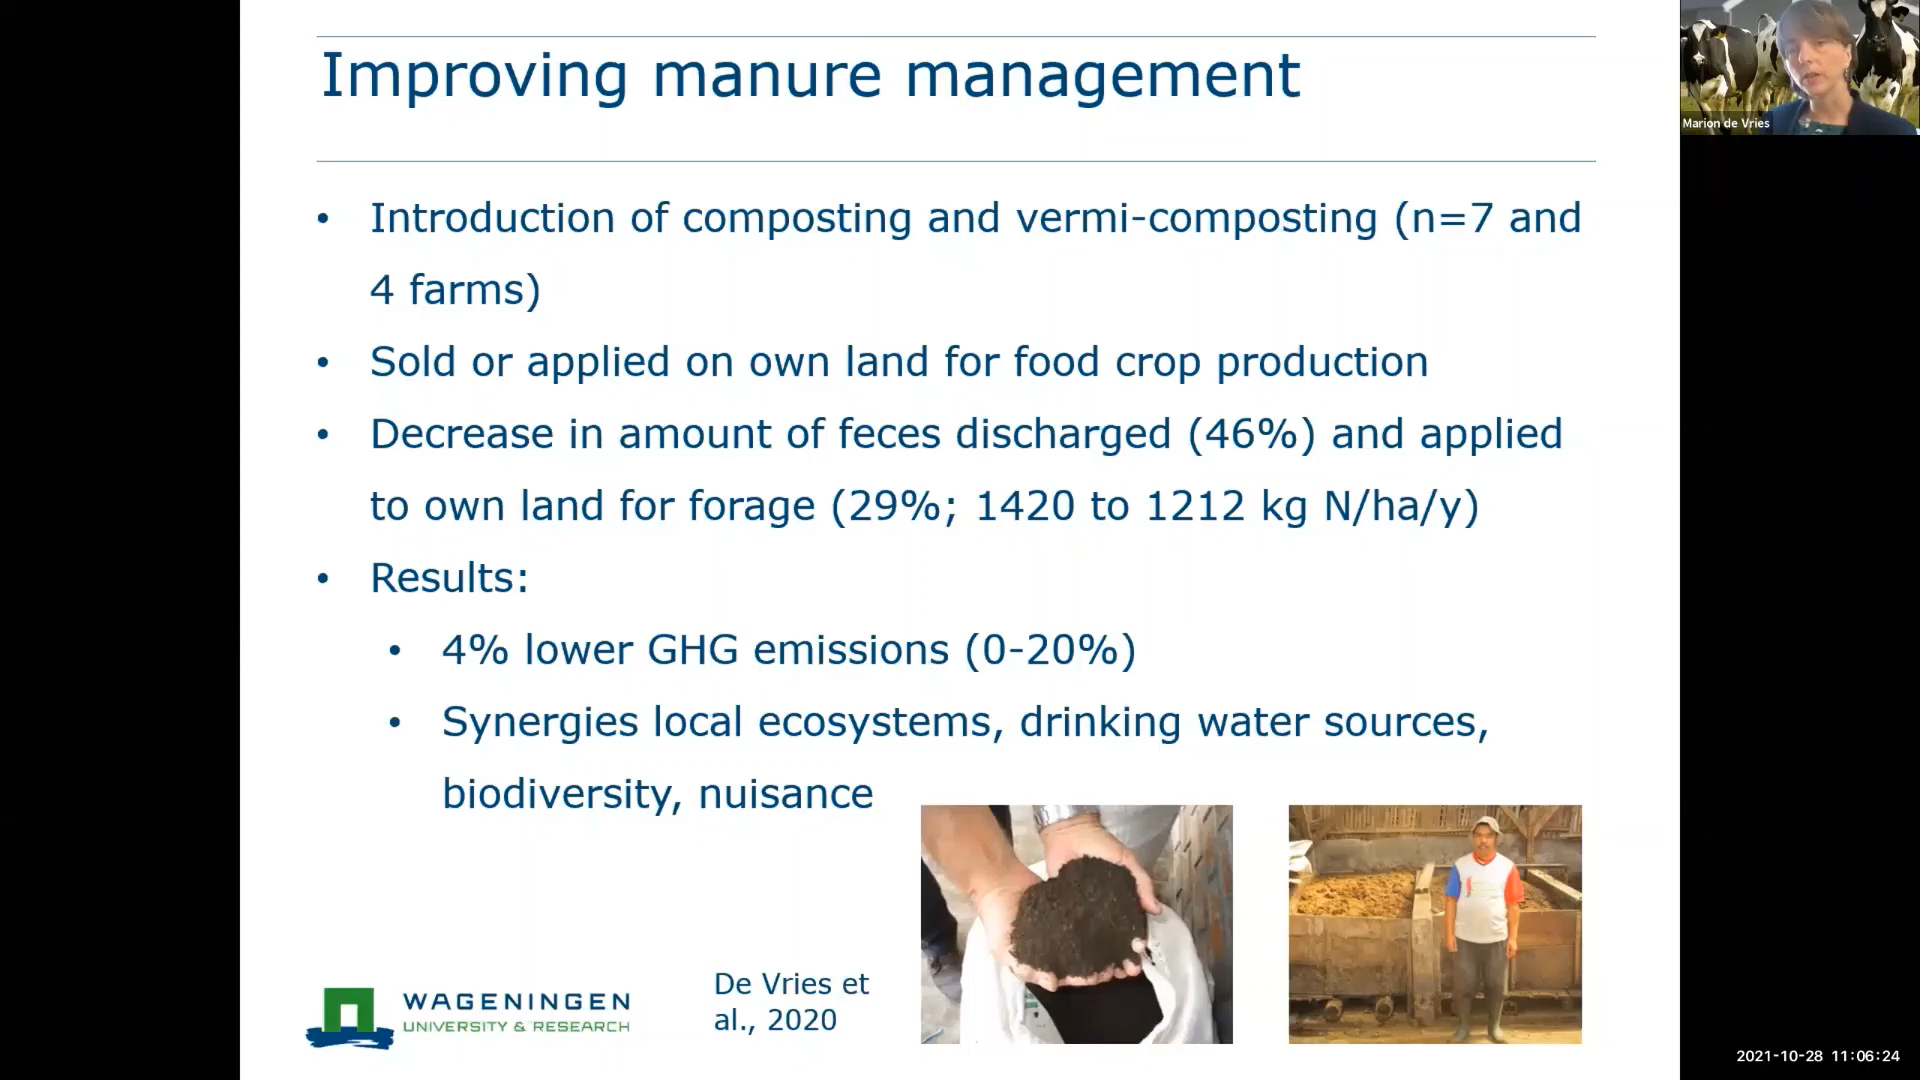 Improving manure management
• Introduction of composting and vermi-composting (n=7 and
4 farms)
• Sold or applied on own land for food crop production
• Decrease in amount of feces discharged (46%) and applied
to own land for forage (29%; 1420 to 1212 kg N/ha/y)
• Results:
• 4% lower GHG emissions (0-20%)
• Synergies local ecosystems, drinking water sources,
biodiversity, nuisance
De Vries et
al., 2020
WAGENINGEN
UNIVERSITY & RESEARCH
Marion de Vries
2021-10-28 11:06:24